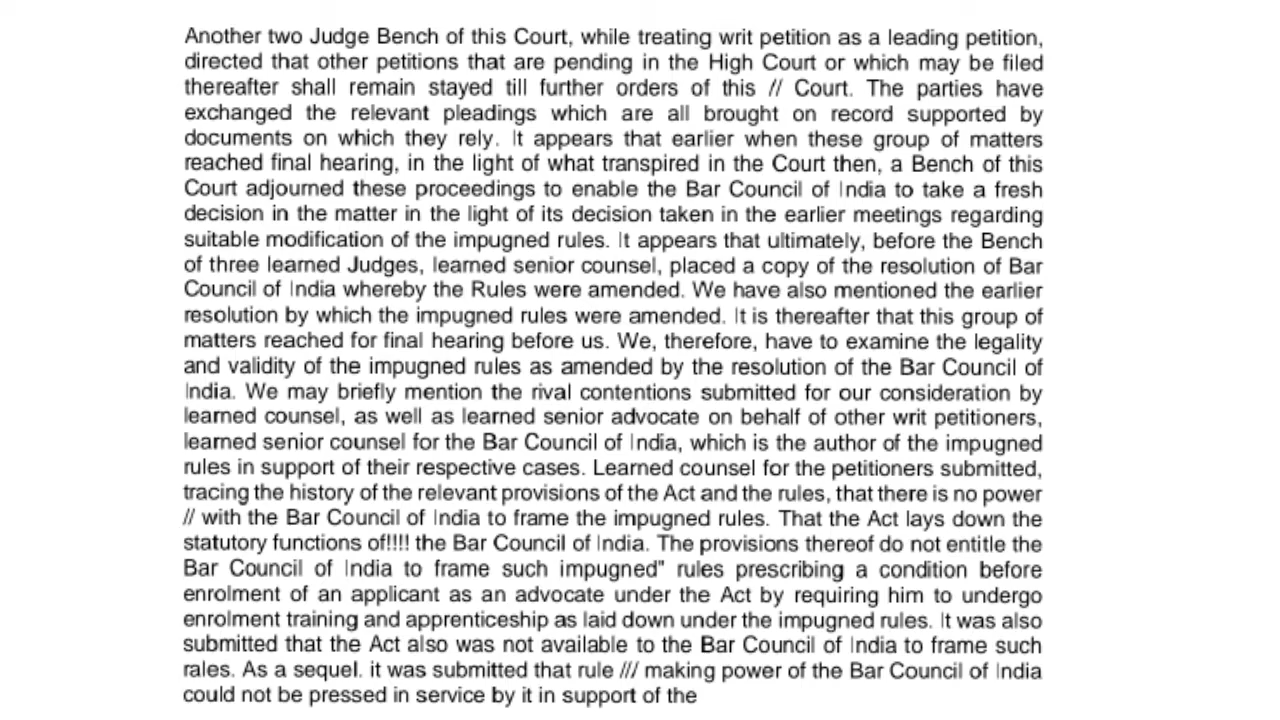 Another two Judge Bench of this Court, while treating writ petition as a leading petition,
directed that other petitions that are pending in the High Court or which may be filed
thereafter shall remain stayed till further orders of this // Court. The parties have
exchanged the relevant pleadings which are all brought on record supported by
documents on which they rely. It appears that earlier when these group of matters
reached final hearing, in the light of what transpired in the Court then, a Bench of this
Court adjourned these proceedings to enable the Bar Council of India to take a fresh
decision in the matter in the light of its decision taken in the earlier meetings regarding
suitable modification of the impugned rules. It appears that ultimately, before the Bench
of three learned Judges, learned senior counsel, placed a copy of the resolution of Bar
Council of India whereby the Rules were amended. We have also mentioned the earlier
resolution by which the impugned rules were amended. It is thereafter that this group of
matters reached for final hearing before us. We, therefore, have to examine the legality
and validity of the impugned rules as amended by the resolution of the Bar Council of
India. We may briefly mention the rival contentions submitted for our consideration by
learned counsel, as well as learned senior advocate on behalf of other writ petitioners,
learned senior counsel for the Bar Council of India, which is the author of the impugned
rules in support of their respective cases. Learned counsel for the petitioners submitted,
tracing the history of the relevant provisions of the Act and the rules, that there is no power
// with the Bar Council of India to frame the impugned rules. That the Act lays down the
statutory functions of!!!! the Bar Council of India. The provisions thereof do not entitle the
Bar Council of India to frame such impugned" rules prescribing a condition before
enrolment of an applicant as an advocate under the Act by requiring him to undergo
enrolment training and apprenticeship as laid down under the impugned rules. It was also
submitted that the Act also was not available to the Bar Council of India to frame such
rales. As a sequel. it was submitted that rule /// making power of the Bar Council of India
could not be pressed in service by it in support of the